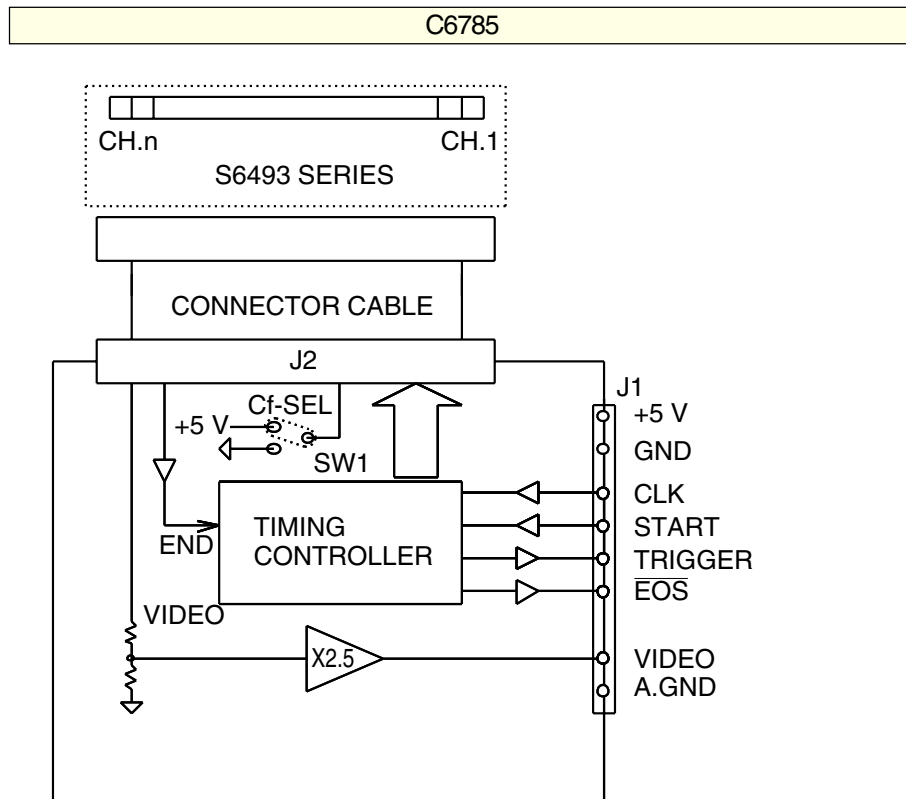 C6785
CH.n
CH.1
S6493 SERIES
CONNECTOR CABLE
J2
Cf-SEL
+5 V
SW1
J1
+5 V
GND
CLK
START
TRIGGER
EOS
END
TIMING
CONTROLLER
VIDEO
X2.5
VIDEO
A.GND